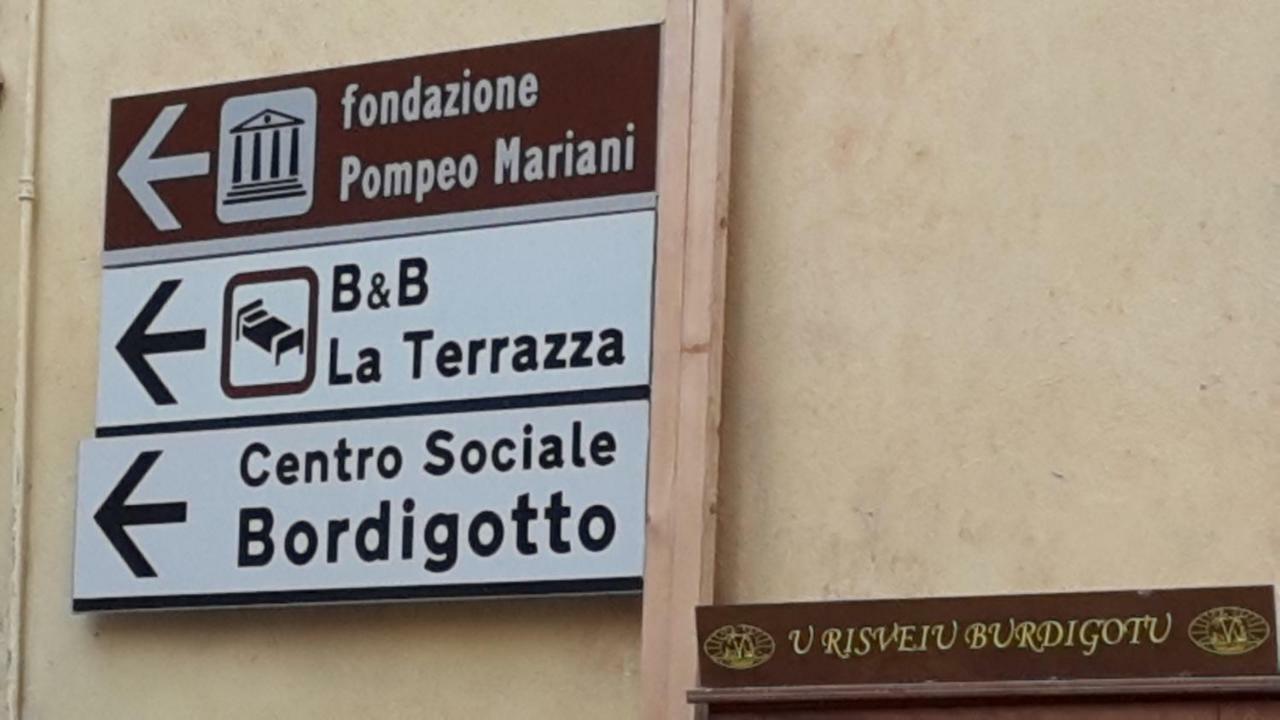 fondazione
Pompeo Mariani
B&B
La Terrazza
Centro Sociale
Bordigotto
U RISVEIU BURDIGOTU